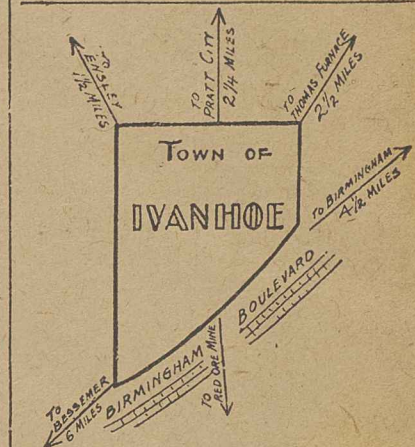 TO
ENSLEY
1½ MILES
TO
PRATT CITY
2¼ MILES
TO
THOMAS FURNACE
2½ MILES
TOWN OF
IVANHOE
TO BIRMINGHAM
4½ MILES
BOULEVARD
BIRMINGHAM
TO
RED ORE MINE
TO
BESSEMER
6 MILES